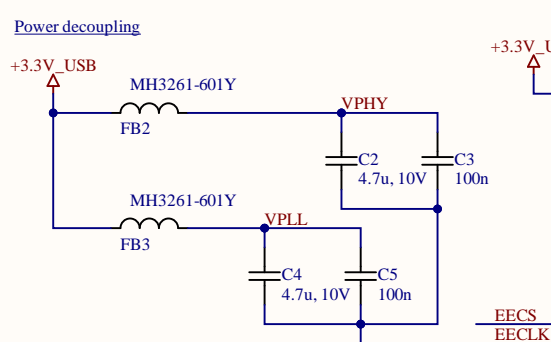 Power decoupling
+3.3V_USB
MH3261-601Y
FB2
VPHY
C2
4.7u, 10V
C3
100n
MH3261-601Y
FB3
VPLL
C4
4.7u, 10V
C5
100n
+3.3V_U
EECS
EECLK